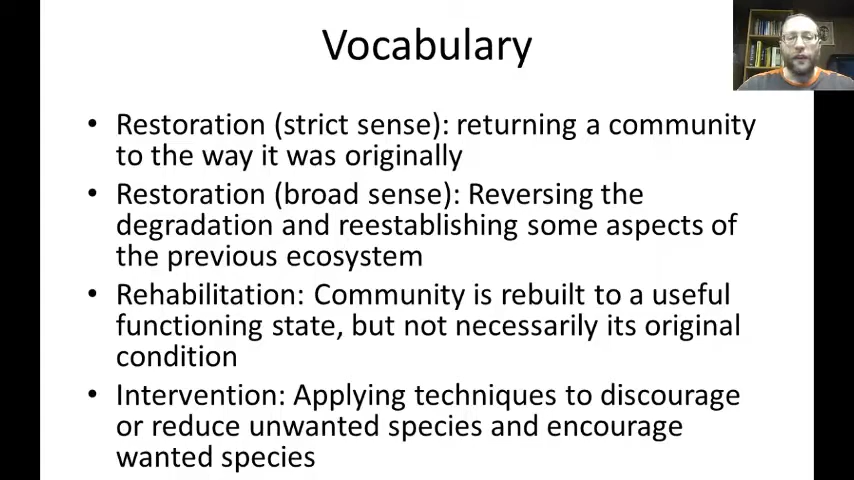 Vocabulary
• Restoration (strict sense): returning a community
to the way it was originally
• Restoration (broad sense): Reversing the
degradation and reestablishing some aspects of
the previous ecosystem
• Rehabilitation: Community is rebuilt to a useful
functioning state, but not necessarily its original
condition
• Intervention: Applying techniques to discourage
or reduce unwanted species and encourage
wanted species